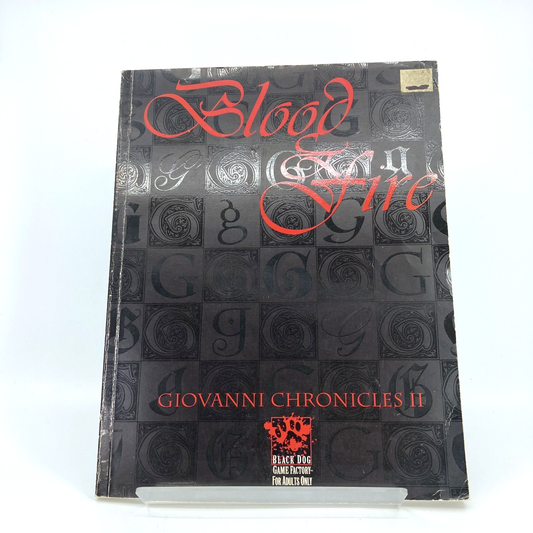 Blood
&
Fire
GIOVANNI CHRONICLES II
BLACK DOG
GAME FACTORY
FOR ADULTS ONLY